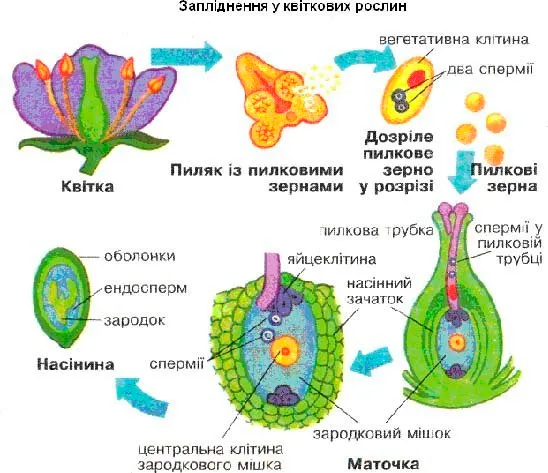 Запліднення у квіткових рослин
вегетативна клітина
два спермії
Квітка
Пиляк із пилковими
зернами
Дозріле
пилкове
зерно
у розрізі
Пилкові
зерна
пилкова трубка
спермії у
пилковій
трубці
яйцеклітина
насінний
зачаток
оболонки
ендосперм
зародок
Насінина
спермії
центральна клітина
зародкового мішка
зародковий мішок
Маточка